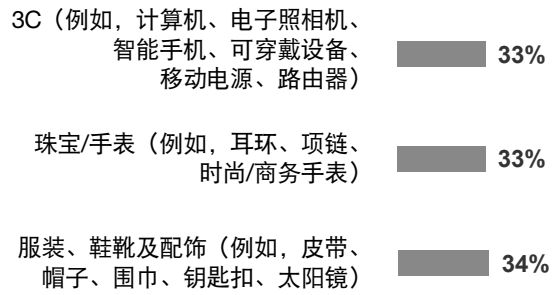 3C（例如，计算机、电子照相机、
智能手机、可穿戴设备、
移动电源、路由器）
33%
珠宝/手表（例如，耳环、项链、
时尚/商务手表）
33%
服装、鞋靴及配饰（例如，皮带、
帽子、围巾、钥匙扣、太阳镜）
34%